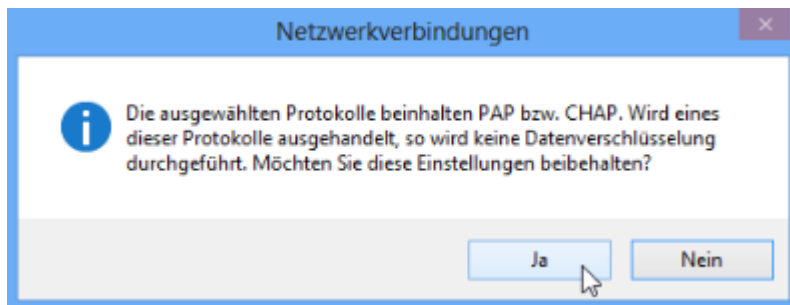 Netzwerkverbindungen
Die ausgewählten Protokolle beinhalten PAP bzw. CHAP. Wird eines
dieser Protokolle ausgehandelt, so wird keine Datenverschlüsselung
durchgeführt. Möchten Sie diese Einstellungen beibehalten?
Ja
Nein